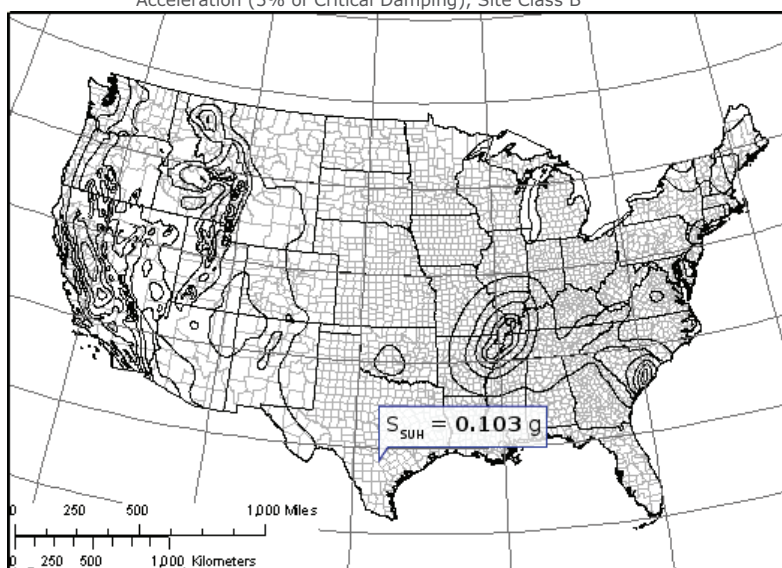 Acceleration (5% of Critical Damping), Site Class B
S_SUH = 0.103 g
0 250 500 1,000 Miles
0 250 500 1,000 Kilometers